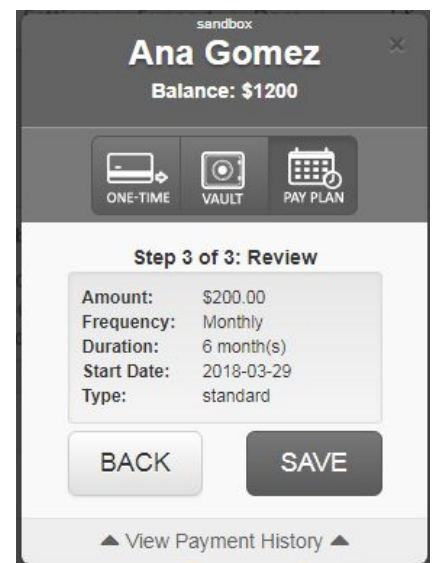 sandbox
Ana Gomez
×
Balance: $1200
ONE-TIME VAULT PAY PLAN
Step 3 of 3: Review
Amount: $200.00
Frequency: Monthly
Duration: 6 month(s)
Start Date: 2018-03-29
Type: standard
BACK SAVE
▲ View Payment History ▲